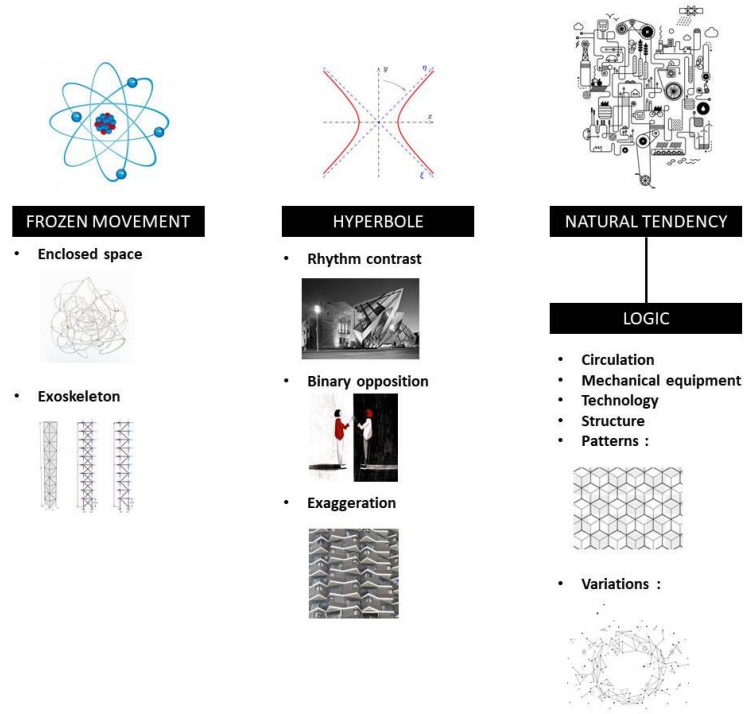 y
η
z
ξ
FROZEN MOVEMENT
• Enclosed space
• Exoskeleton
HYPERBOLE
• Rhythm contrast
• Binary opposition
• Exaggeration
NATURAL TENDENCY
LOGIC
• Circulation
• Mechanical equipment
• Technology
• Structure
• Patterns :
• Variations :